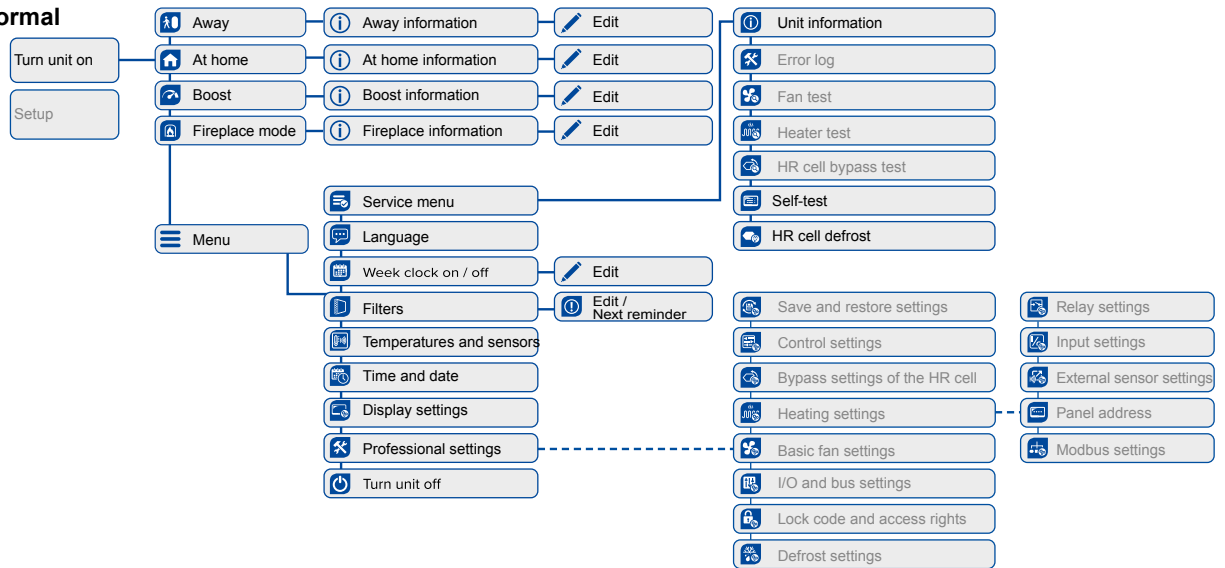 ormal
Turn unit on
Setup
Away
Away information
Edit
At home
At home information
Edit
Boost
Boost information
Edit
Fireplace mode
Fireplace information
Edit
Menu
Service menu
Language
Week clock on / off
Edit
Filters
Edit /
Next reminder
Temperatures and sensors
Time and date
Display settings
Professional settings
Turn unit off
Unit information
Error log
Fan test
Heater test
HR cell bypass test
Self-test
HR cell defrost
Save and restore settings
Control settings
Bypass settings of the HR cell
Heating settings
Basic fan settings
I/O and bus settings
Lock code and access rights
Defrost settings
Relay settings
Input settings
External sensor settings
Panel address
Modbus settings